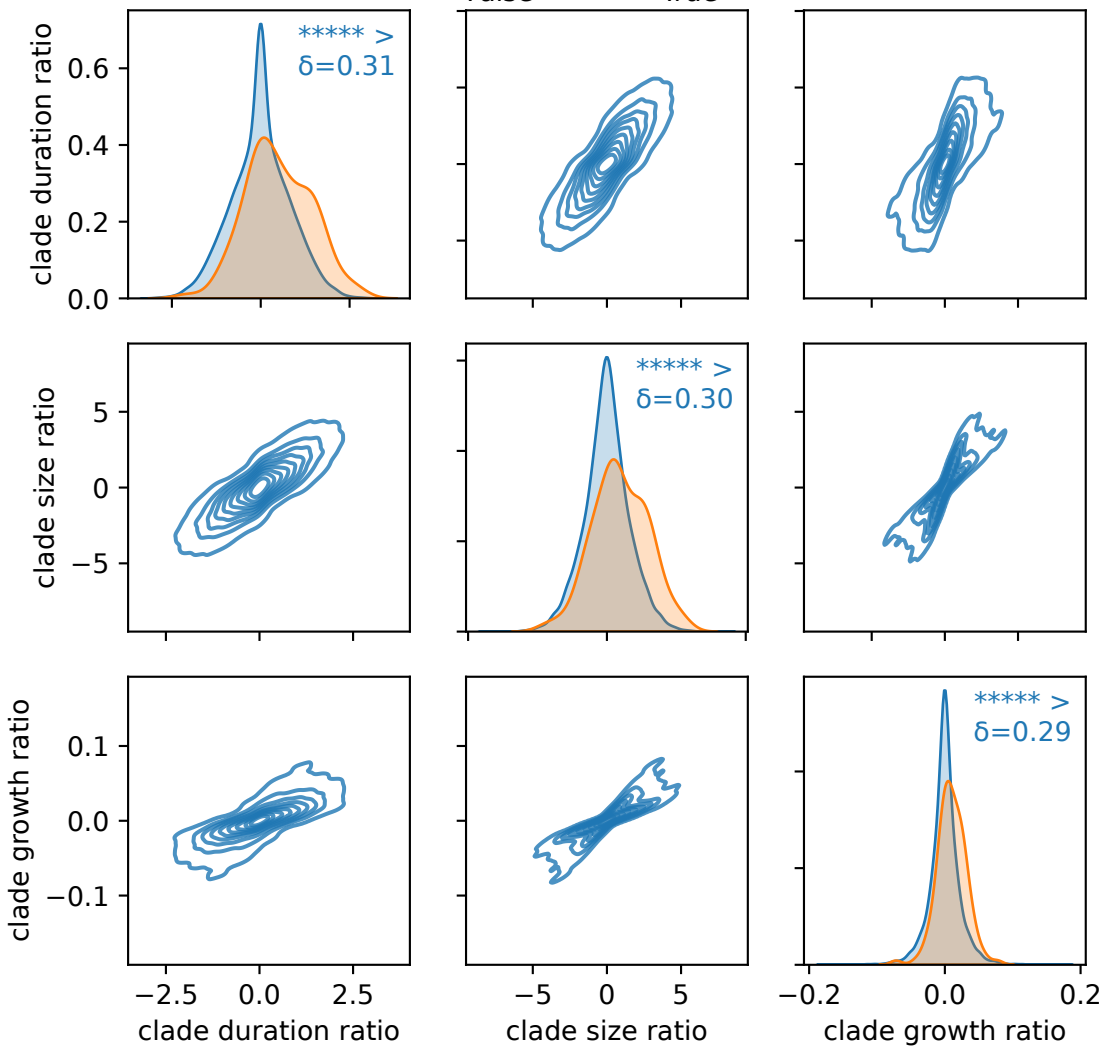 ***** >
δ=0.31
clade duration ratio
0.6
0.4
0.2
0.0
***** >
δ=0.30
clade size ratio
5
0
−5
***** >
δ=0.29
clade growth ratio
0.1
0.0
−0.1
−2.5 0.0 2.5
−5 0 5
−0.2 0.0 0.2
clade duration ratio
clade size ratio
clade growth ratio